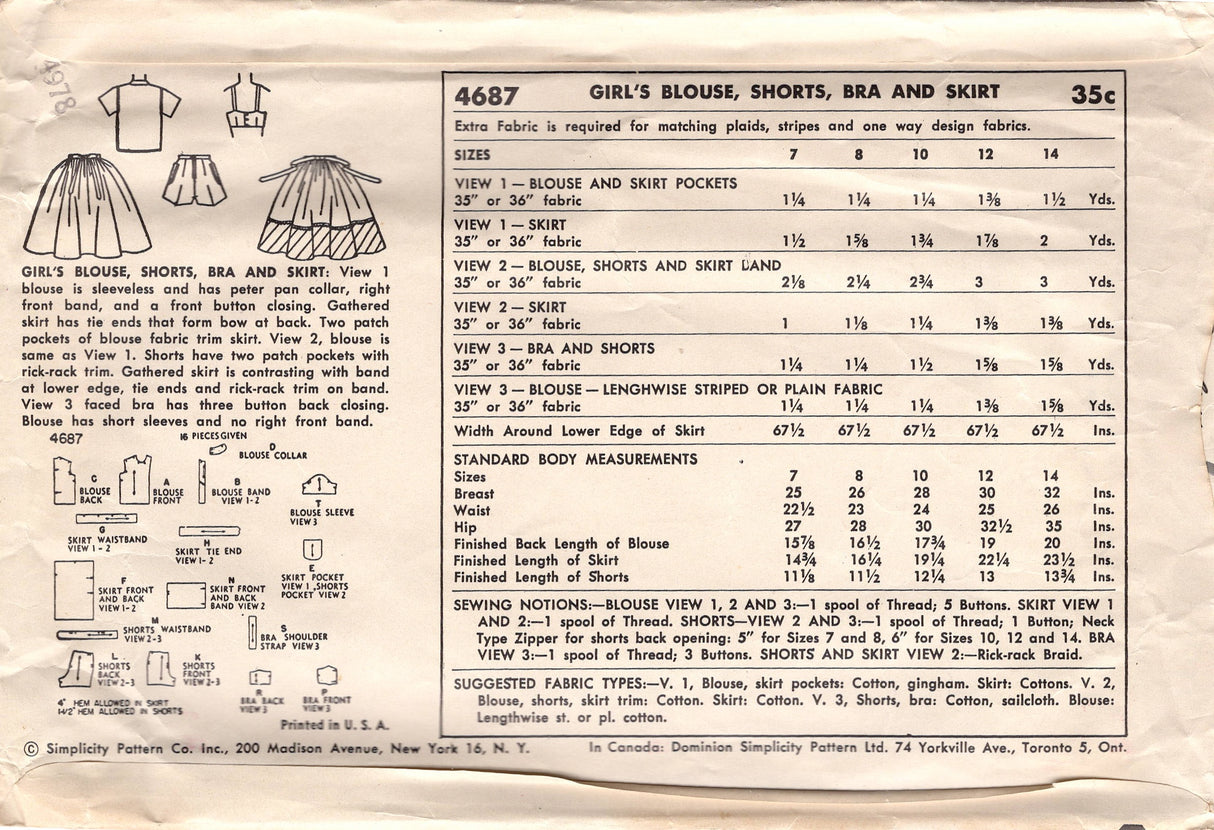 4978
GIRL'S BLOUSE, SHORTS, BRA AND SKIRT: View 1
blouse is sleeveless and has peter pan collar, right
front band, and a front button closing. Gathered
skirt has tie ends that form bow at back. Two patch
pockets of blouse fabric trim skirt. View 2, blouse is
same as View 1. Shorts have two patch pockets with
rick-rack trim. Gathered skirt is contrasting with band
at lower edge, tie ends and rick-rack trim on band.
View 3 faced bra has three button back closing.
Blouse has short sleeves and no right front band.
4687
16 PIECES GIVEN
D
BLOUSE COLLAR
C
BLOUSE
BACK
A
BLOUSE
FRONT
B
BLOUSE BAND
VIEW 1-2
T
BLOUSE SLEEVE
VIEW 3
G
SKIRT WAISTBAND
VIEW 1-2
H
SKIRT TIE END
VIEW 1-2
E
SKIRT POCKET
VIEW 1, SHORTS
POCKET VIEW 2
F
SKIRT FRONT
AND BACK
VIEW 1-2
N
SKIRT FRONT
AND BACK
BAND VIEW 2
M
SHORTS WAISTBAND
VIEW 2-3
S
BRA SHOULDER
STRAP VIEW 3
L
SHORTS
BACK
VIEW 2-3
K
SHORTS
FRONT
VIEW 2-3
R
BRA BACK
VIEW 3
P
BRA FRONT
VIEW 3
4" HEM ALLOWED IN SKIRT
1-1/2" HEM ALLOWED IN SHORTS
Printed in U. S. A.
4687 GIRL'S BLOUSE, SHORTS, BRA AND SKIRT 35c
Extra Fabric is required for matching plaids, stripes and one way design fabrics.
SIZES 7 8 10 12 14
VIEW 1 — BLOUSE AND SKIRT POCKETS
35" or 36" fabric 1¼ 1¼ 1¼ 1⅜ 1½ Yds.
VIEW 1 — SKIRT
35" or 36" fabric 1½ 1⅝ 1¾ 1⅞ 2 Yds.
VIEW 2 — BLOUSE, SHORTS AND SKIRT BAND
35" or 36" fabric 2⅛ 2¼ 2¾ 3 3 Yds.
VIEW 2 — SKIRT
35" or 36" fabric 1 1⅛ 1¼ 1⅜ 1⅜ Yds.
VIEW 3 — BRA AND SHORTS
35" or 36" fabric 1¼ 1¼ 1½ 1⅝ 1⅝ Yds.
VIEW 3 — BLOUSE — LENGHWISE STRIPED OR PLAIN FABRIC
35" or 36" fabric 1¼ 1¼ 1¼ 1⅜ 1⅝ Yds.
Width Around Lower Edge of Skirt 67½ 67½ 67½ 67½ 67½ Ins.
STANDARD BODY MEASUREMENTS
Sizes 7 8 10 12 14
Breast 25 26 28 30 32 Ins.
Waist 22½ 23 24 25 26 Ins.
Hip 27 28 30 32½ 35 Ins.
Finished Back Length of Blouse 15⅞ 16½ 17¾ 19 20 Ins.
Finished Length of Skirt 14¾ 16¼ 19¼ 22¼ 23½ Ins.
Finished Length of Shorts 11⅛ 11½ 12¼ 13 13¾ Ins.
SEWING NOTIONS:—BLOUSE VIEW 1, 2 AND 3:—1 spool of Thread; 5 Buttons. SKIRT VIEW 1
AND 2:—1 spool of Thread. SHORTS—VIEW 2 AND 3:—1 spool of Thread; 1 Button; Neck
Type Zipper for shorts back opening: 5" for Sizes 7 and 8, 6" for Sizes 10, 12 and 14. BRA
VIEW 3:—1 spool of Thread; 3 Buttons. SHORTS AND SKIRT VIEW 2:—Rick-rack Braid.
SUGGESTED FABRIC TYPES:—V. 1, Blouse, skirt pockets: Cotton, gingham. Skirt: Cottons. V. 2,
Blouse, shorts, skirt trim: Cotton. Skirt: Cotton. V. 3, Shorts, bra: Cotton, sailcloth. Blouse:
Lengthwise st. or pl. cotton.
© Simplicity Pattern Co. Inc., 200 Madison Avenue, New York 16, N. Y. In Canada: Dominion Simplicity Pattern Ltd. 74 Yorkville Ave., Toronto 5, Ont.